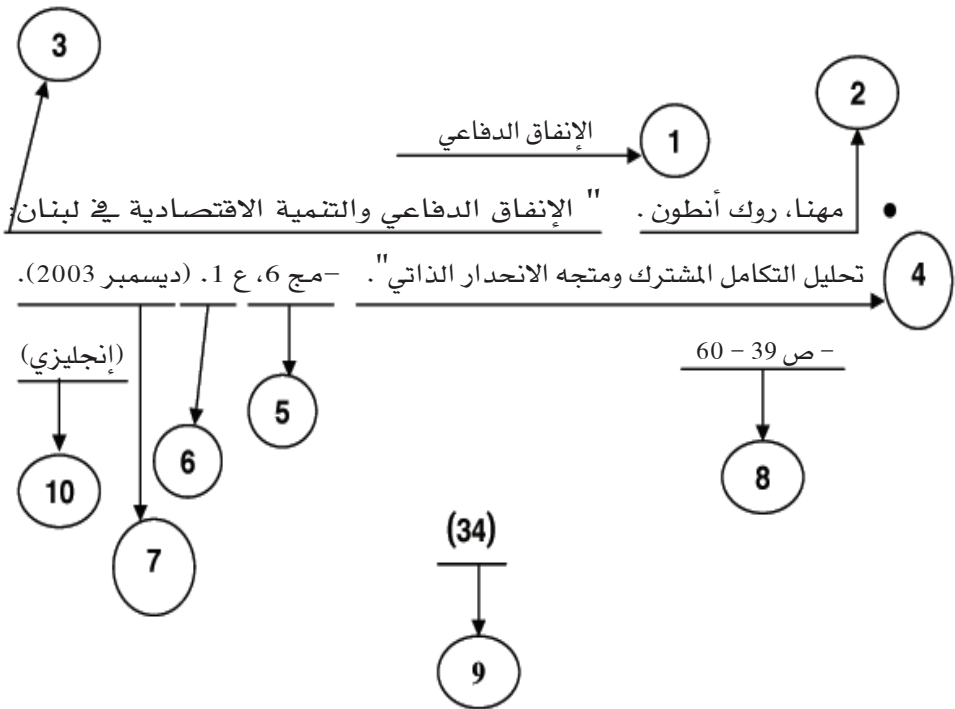 3
2
الإنفاق الدفاعي
1
• مهنا، روك أنطون . " الإنفاق الدفاعي والتنمية الاقتصادية في لبنان:
تحليل التكامل المشترك ومتجه الانحدار الذاتي". -مج 6، ع 1. (ديسمبر 2003).
4
- ص 39 - 60
(إنجليزي)
5
6
8
10
7
(34)
9